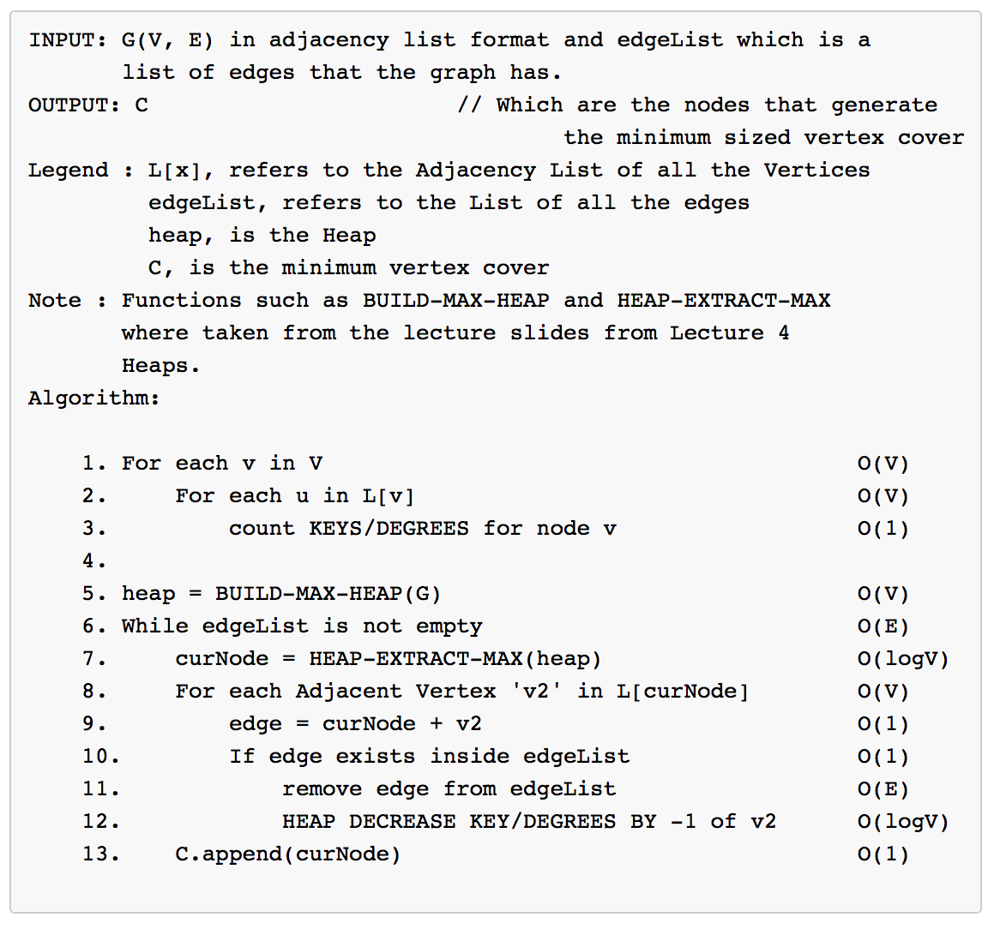 INPUT: G(V, E) in adjacency list format and edgeList which is a
list of edges that the graph has.
OUTPUT: C // Which are the nodes that generate
the minimum sized vertex cover
Legend : L[x], refers to the Adjacency List of all the Vertices
edgeList, refers to the List of all the edges
heap, is the Heap
C, is the minimum vertex cover
Note : Functions such as BUILD-MAX-HEAP and HEAP-EXTRACT-MAX
where taken from the lecture slides from Lecture 4
Heaps.
Algorithm:
1. For each v in V O(V)
2. For each u in L[v] O(V)
3. count KEYS/DEGREES for node v O(1)
4.
5. heap = BUILD-MAX-HEAP(G) O(V)
6. While edgeList is not empty O(E)
7. curNode = HEAP-EXTRACT-MAX(heap) O(logV)
8. For each Adjacent Vertex 'v2' in L[curNode] O(V)
9. edge = curNode + v2 O(1)
10. If edge exists inside edgeList O(1)
11. remove edge from edgeList O(E)
12. HEAP DECREASE KEY/DEGREES BY -1 of v2 O(logV)
13. C.append(curNode) O(1)